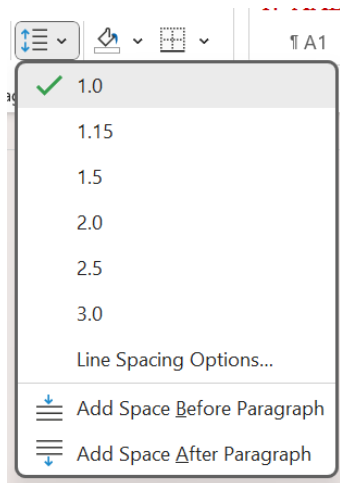 ¶ A1
1.0
1.15
1.5
2.0
2.5
3.0
Line Spacing Options...
Add Space Before Paragraph
Add Space After Paragraph